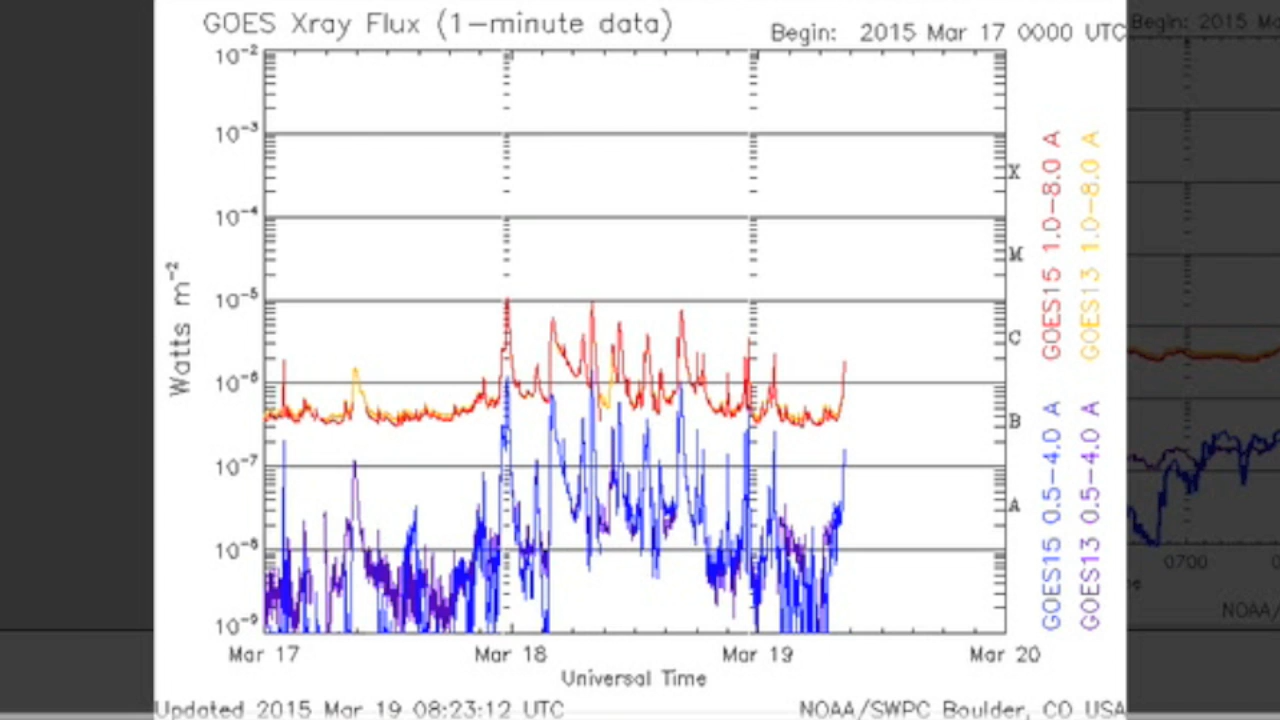 GOES Xray Flux (1-minute data)
Begin: 2015 Mar 17 0000 UTC
Begin: 2015
10⁻²
10⁻³
10⁻⁴
10⁻⁵
10⁻⁶
10⁻⁷
10⁻⁸
10⁻⁹
Watts m⁻²
X
M
C
B
A
GOES15 1.0-8.0 A
GOES13 1.0-8.0 A
GOES15 0.5-4.0 A
GOES13 0.5-4.0 A
Mar 17
Mar 18
Mar 19
Mar 20
Universal Time
Updated 2015 Mar 19 08:23:12 UTC
NOAA/SWPC Boulder, CO USA
0700
NOAA/